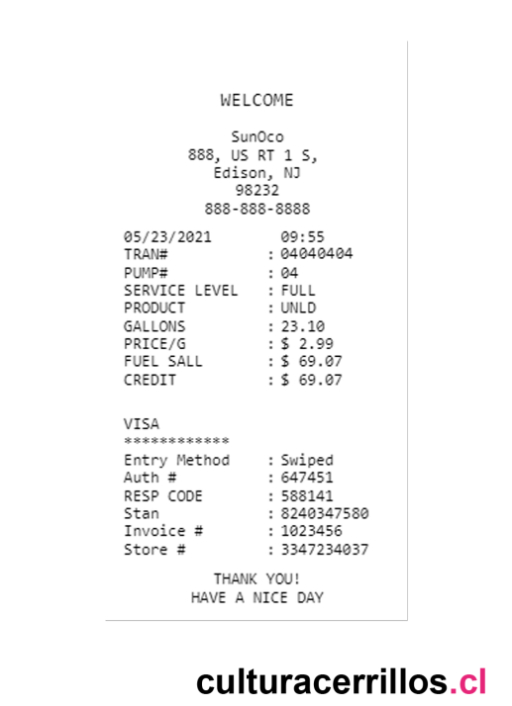 WELCOME
SunOco
888, US RT 1 S,
Edison, NJ
98232
888-888-8888
05/23/2021 09:55
TRAN# : 04040404
PUMP# : 04
SERVICE LEVEL : FULL
PRODUCT : UNLD
GALLONS : 23.10
PRICE/G : $ 2.99
FUEL SALL : $ 69.07
CREDIT : $ 69.07
VISA
************
Entry Method : Swiped
Auth # : 647451
RESP CODE : 588141
Stan : 8240347580
Invoice # : 1023456
Store # : 3347234037
THANK YOU!
HAVE A NICE DAY
culturacerrillos.cl